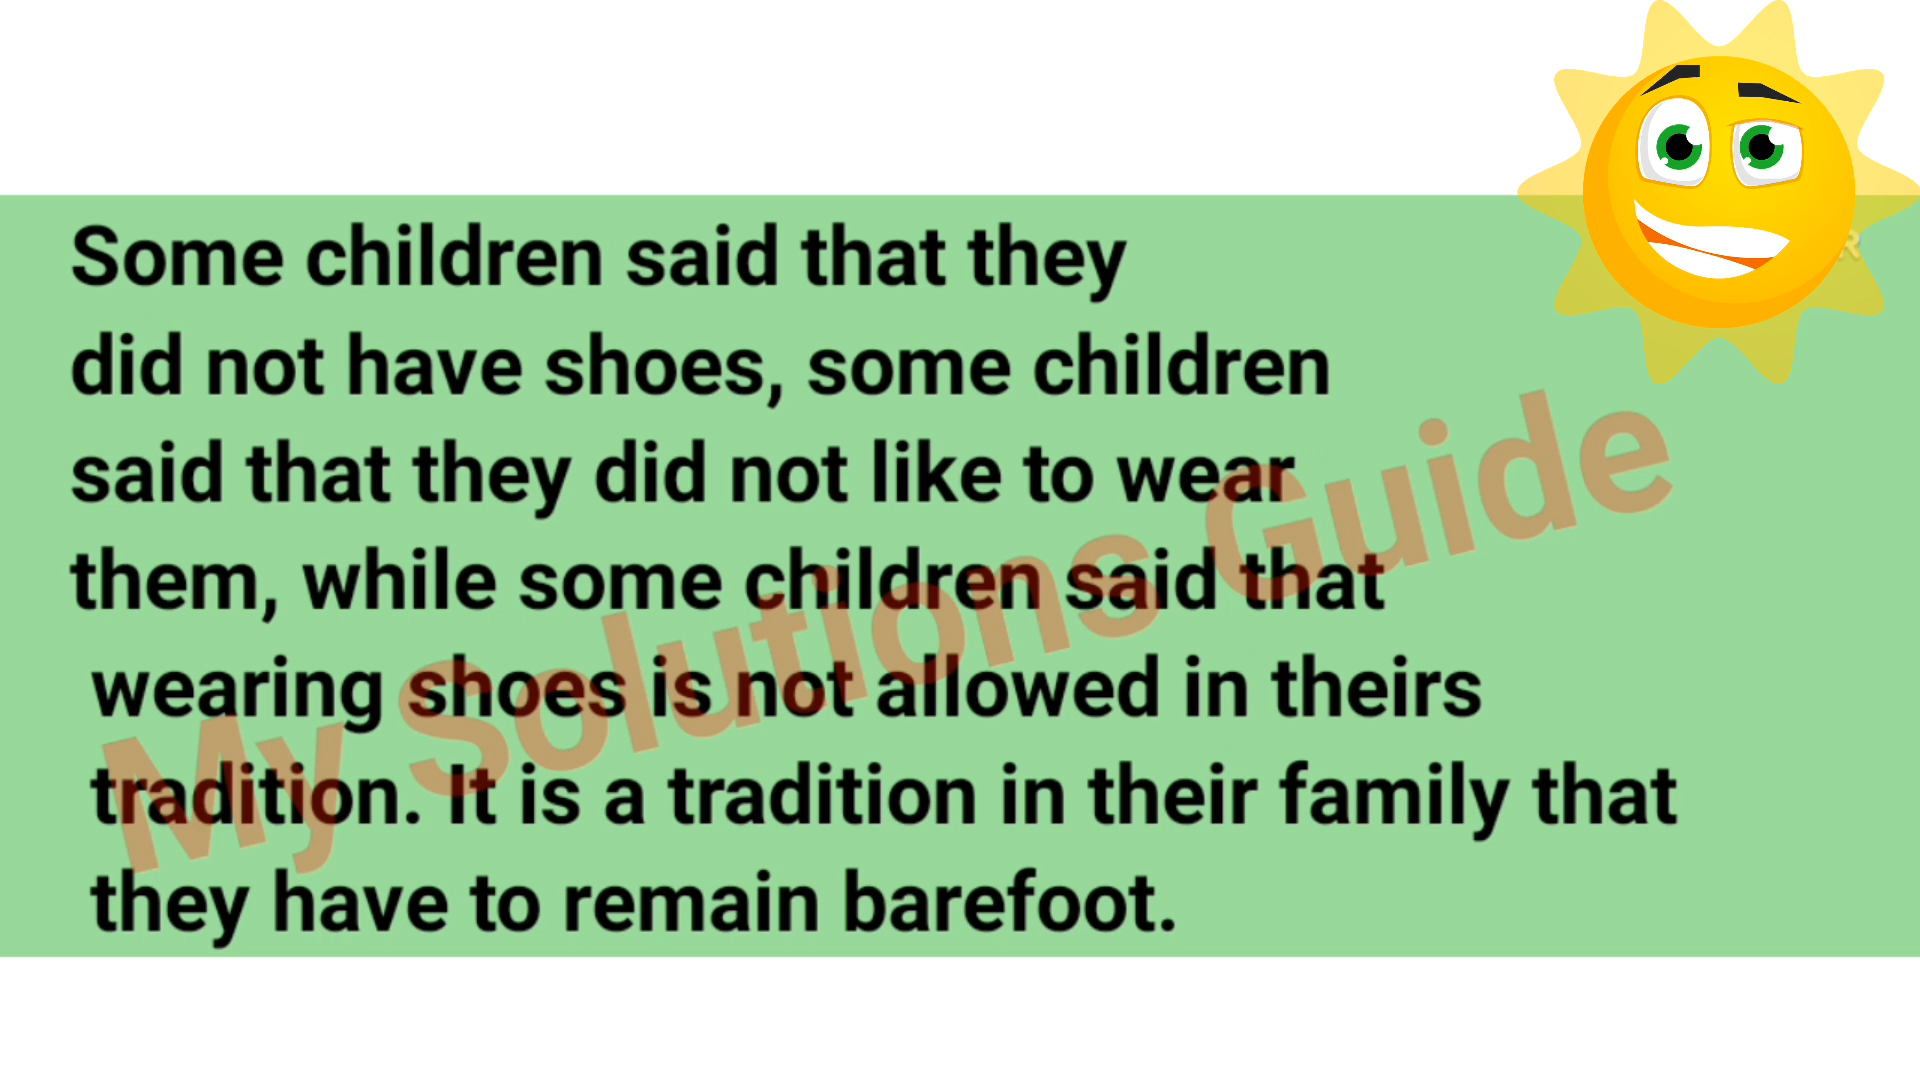 Some children said that they
did not have shoes, some children
said that they did not like to wear
them, while some children said that
wearing shoes is not allowed in theirs
tradition. It is a tradition in their family that
they have to remain barefoot.
My Solutions Guide